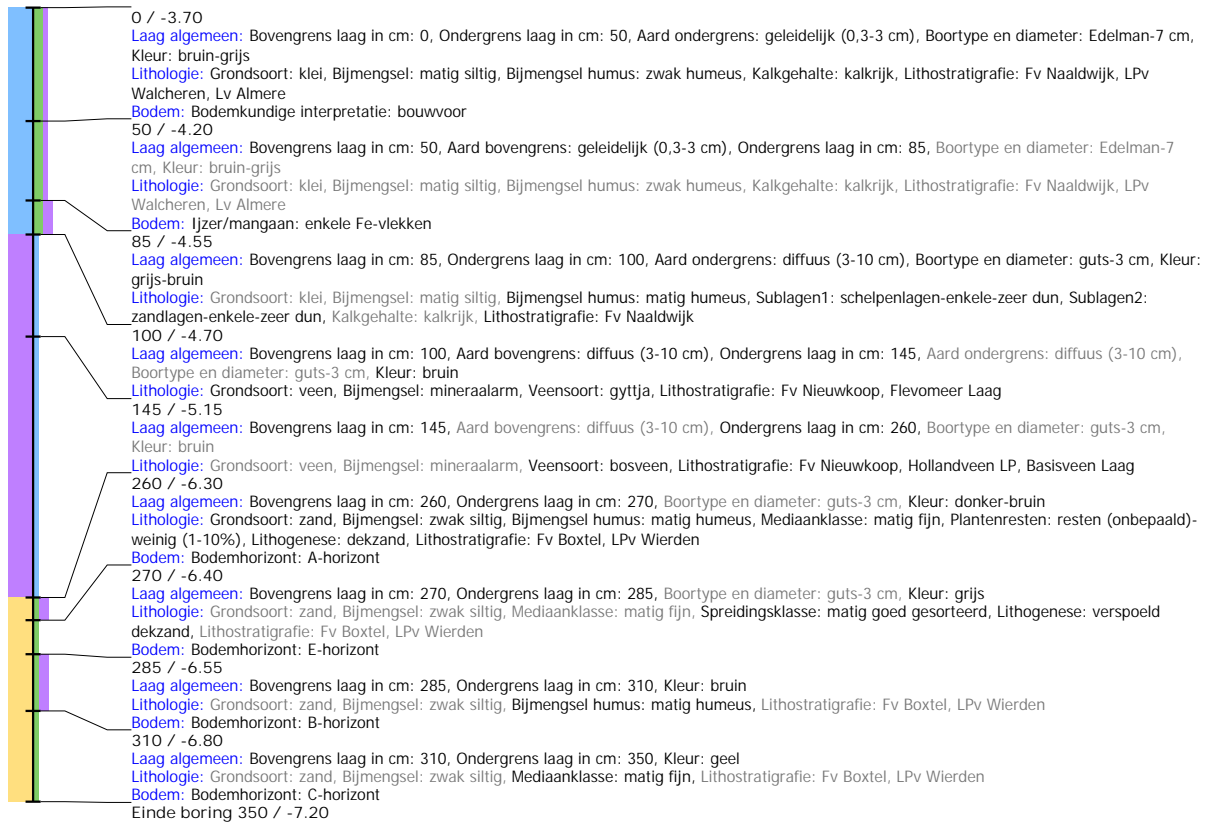 0 / -3.70
Laag algemeen: Bovengrens laag in cm: 0, Ondergrens laag in cm: 50, Aard ondergrens: geleidelijk (0,3-3 cm), Boortype en diameter: Edelman-7 cm,
Kleur: bruin-grijs
Lithologie: Grondsoort: klei, Bijmengsel: matig siltig, Bijmengsel humus: zwak humeus, Kalkgehalte: kalkrijk, Lithostratigrafie: Fv Naaldwijk, LPv
Walcheren, Lv Almere
Bodem: Bodemkundige interpretatie: bouwvoor
50 / -4.20
Laag algemeen: Bovengrens laag in cm: 50, Aard bovengrens: geleidelijk (0,3-3 cm), Ondergrens laag in cm: 85, Boortype en diameter: Edelman-7
cm, Kleur: bruin-grijs
Lithologie: Grondsoort: klei, Bijmengsel: matig siltig, Bijmengsel humus: zwak humeus, Kalkgehalte: kalkrijk, Lithostratigrafie: Fv Naaldwijk, LPv
Walcheren, Lv Almere
Bodem: Ijzer/mangaan: enkele Fe-vlekken
85 / -4.55
Laag algemeen: Bovengrens laag in cm: 85, Ondergrens laag in cm: 100, Aard ondergrens: diffuus (3-10 cm), Boortype en diameter: guts-3 cm, Kleur:
grijs-bruin
Lithologie: Grondsoort: klei, Bijmengsel: matig siltig, Bijmengsel humus: matig humeus, Sublagen1: schelpenlagen-enkele-zeer dun, Sublagen2:
zandlagen-enkele-zeer dun, Kalkgehalte: kalkrijk, Lithostratigrafie: Fv Naaldwijk
100 / -4.70
Laag algemeen: Bovengrens laag in cm: 100, Aard bovengrens: diffuus (3-10 cm), Ondergrens laag in cm: 145, Aard ondergrens: diffuus (3-10 cm),
Boortype en diameter: guts-3 cm, Kleur: bruin
Lithologie: Grondsoort: veen, Bijmengsel: mineraalarm, Veensoort: gyttja, Lithostratigrafie: Fv Nieuwkoop, Flevomeer Laag
145 / -5.15
Laag algemeen: Bovengrens laag in cm: 145, Aard bovengrens: diffuus (3-10 cm), Ondergrens laag in cm: 260, Boortype en diameter: guts-3 cm,
Kleur: bruin
Lithologie: Grondsoort: veen, Bijmengsel: mineraalarm, Veensoort: bosveen, Lithostratigrafie: Fv Nieuwkoop, Hollandveen LP, Basisveen Laag
260 / -6.30
Laag algemeen: Bovengrens laag in cm: 260, Ondergrens laag in cm: 270, Boortype en diameter: guts-3 cm, Kleur: donker-bruin
Lithologie: Grondsoort: zand, Bijmengsel: zwak siltig, Bijmengsel humus: matig humeus, Mediaanklasse: matig fijn, Plantenresten: resten (onbepaald)-
weinig (1-10%), Lithogenese: dekzand, Lithostratigrafie: Fv Boxtel, LPv Wierden
Bodem: Bodemhorizont: A-horizont
270 / -6.40
Laag algemeen: Bovengrens laag in cm: 270, Ondergrens laag in cm: 285, Boortype en diameter: guts-3 cm, Kleur: grijs
Lithologie: Grondsoort: zand, Bijmengsel: zwak siltig, Mediaanklasse: matig fijn, Spreidingsklasse: matig goed gesorteerd, Lithogenese: verspoeld
dekzand, Lithostratigrafie: Fv Boxtel, LPv Wierden
Bodem: Bodemhorizont: E-horizont
285 / -6.55
Laag algemeen: Bovengrens laag in cm: 285, Ondergrens laag in cm: 310, Kleur: bruin
Lithologie: Grondsoort: zand, Bijmengsel: zwak siltig, Bijmengsel humus: matig humeus, Lithostratigrafie: Fv Boxtel, LPv Wierden
Bodem: Bodemhorizont: B-horizont
310 / -6.80
Laag algemeen: Bovengrens laag in cm: 310, Ondergrens laag in cm: 350, Kleur: geel
Lithologie: Grondsoort: zand, Bijmengsel: zwak siltig, Mediaanklasse: matig fijn, Lithostratigrafie: Fv Boxtel, LPv Wierden
Bodem: Bodemhorizont: C-horizont
Einde boring 350 / -7.20